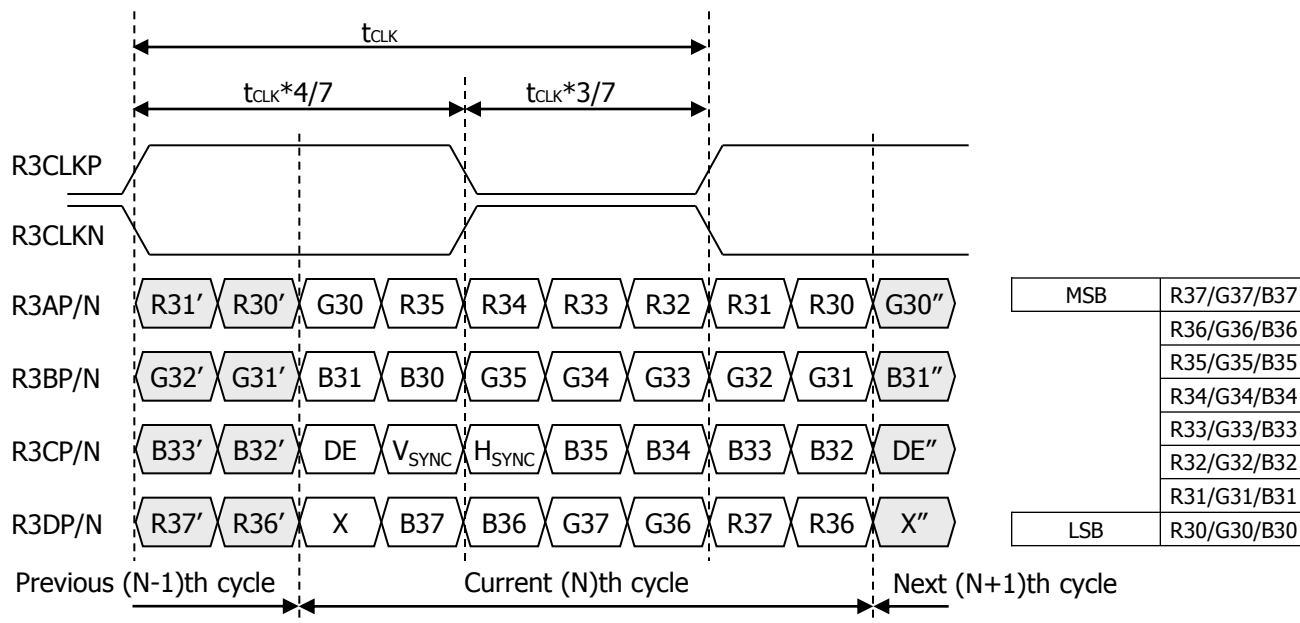 tCLK
tCLK*4/7 tCLK*3/7
R3CLKP
R3CLKN
R3AP/N R31′ R30′ G30 R35 R34 R33 R32 R31 R30 G30″
R3BP/N G32′ G31′ B31 B30 G35 G34 G33 G32 G31 B31″
R3CP/N B33′ B32′ DE VSYNC HSYNC B35 B34 B33 B32 DE″
R3DP/N R37′ R36′ X B37 B36 G37 G36 R37 R36 X″
Previous (N-1)th cycle Current (N)th cycle Next (N+1)th cycle
MSB R37/G37/B37
R36/G36/B36
R35/G35/B35
R34/G34/B34
R33/G33/B33
R32/G32/B32
R31/G31/B31
LSB R30/G30/B30